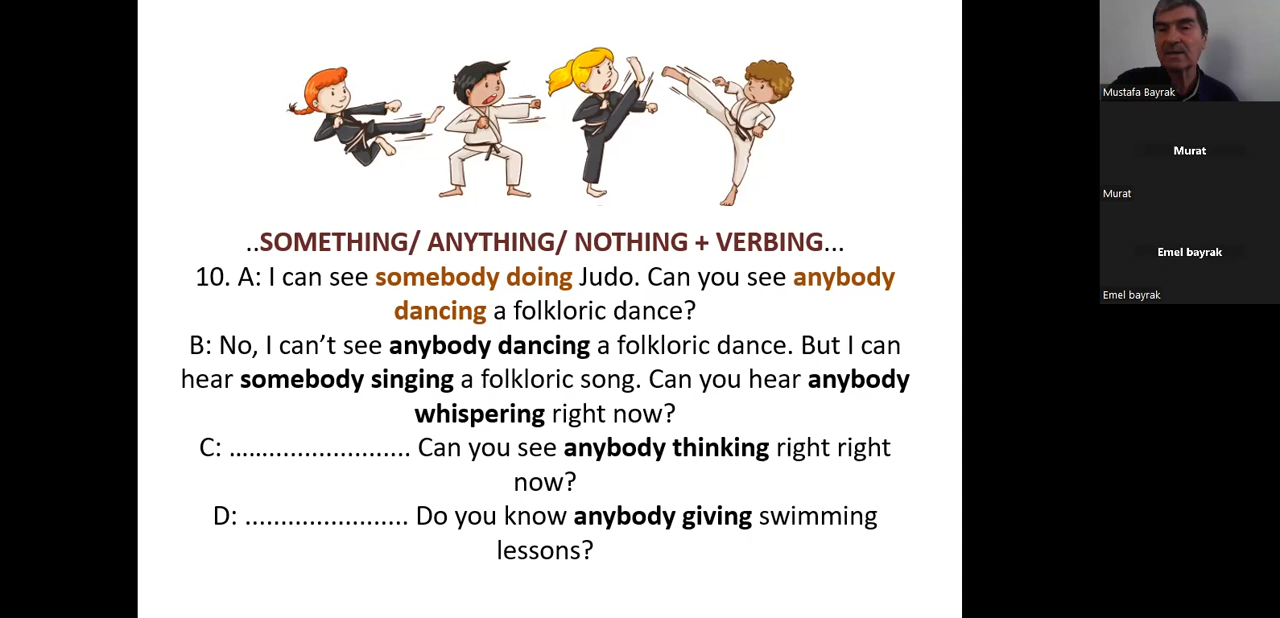 ..SOMETHING/ ANYTHING/ NOTHING + VERBING...
10. A: I can see somebody doing Judo. Can you see anybody
dancing a folkloric dance?
B: No, I can’t see anybody dancing a folkloric dance. But I can
hear somebody singing a folkloric song. Can you hear anybody
whispering right now?
C: …….................... Can you see anybody thinking right right
now?
D: ....................... Do you know anybody giving swimming
lessons?
Mustafa Bayrak
Murat
Murat
Emel bayrak
Emel bayrak